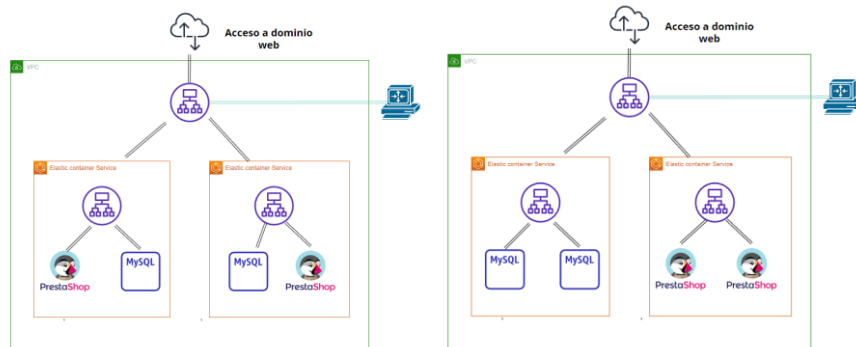 Acceso a dominio
web
VPC
Elastic container Service
Elastic container Service
PrestaShop
MySQL
MySQL
PrestaShop
Acceso a dominio
web
VPC
Elastic container Service
Elastic container Service
MySQL
MySQL
PrestaShop
PrestaShop